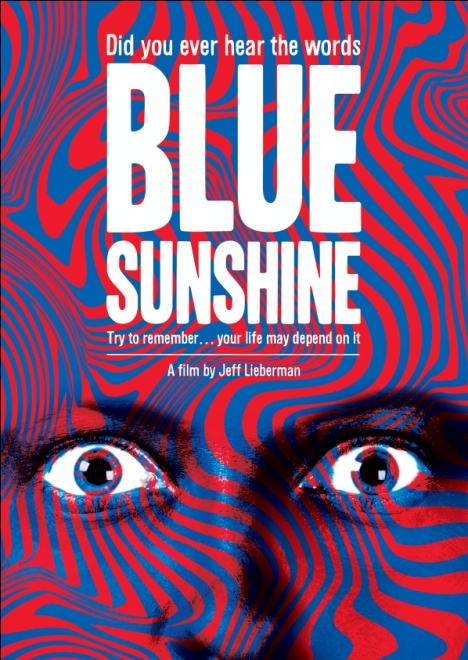 Did you ever hear the words
BLUE
SUNSHINE
Try to remember... your life may depend on it
A film by Jeff Lieberman